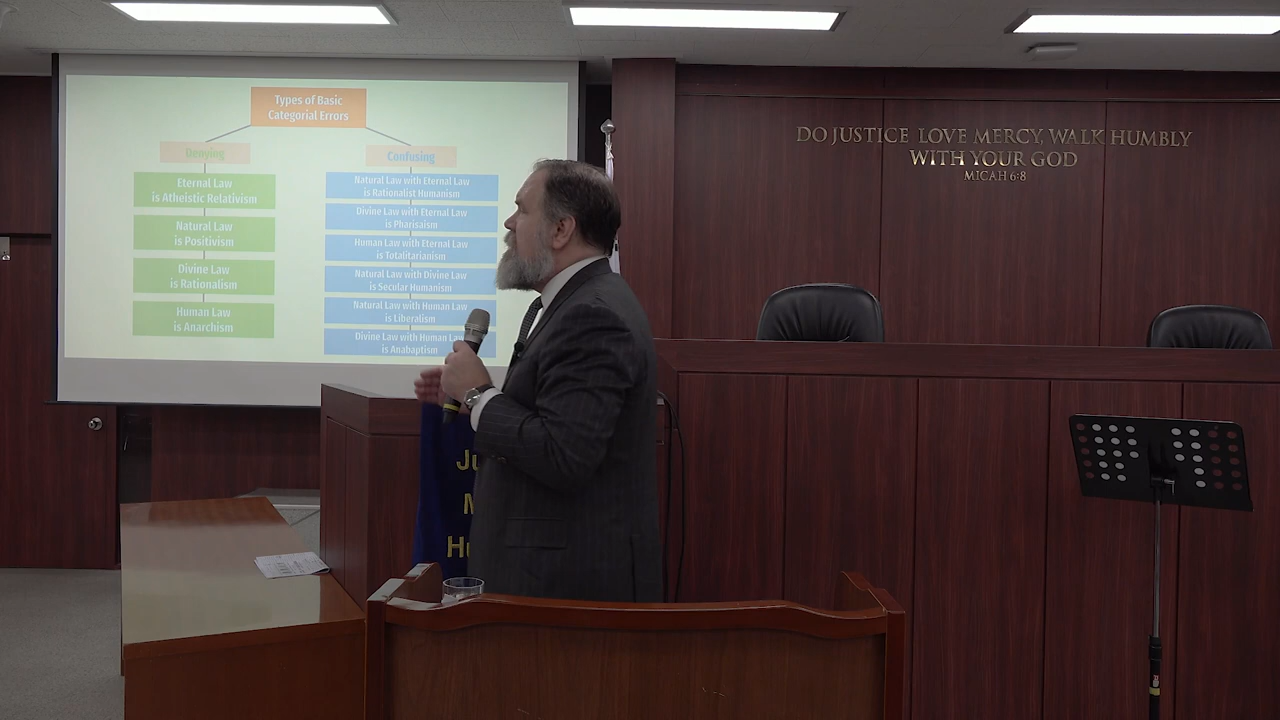 Types of Basic
Categorial Errors
Denying
Eternal Law
is Atheistic Relativism
Natural Law
is Positivism
Divine Law
is Rationalism
Human Law
is Anarchism
Confusing
Natural Law with Eternal Law
is Rationalist Humanism
Divine Law with Eternal Law
is Pharisaism
Human Law with Eternal Law
is Totalitarianism
Natural Law with Divine Law
is Secular Humanism
Natural Law with Human Law
is Liberalism
Divine Law with Human Law
is Anabaptism
DO JUSTICE LOVE MERCY, WALK HUMBLY
WITH YOUR GOD
MICAH 6:8
Ju
M
Hu